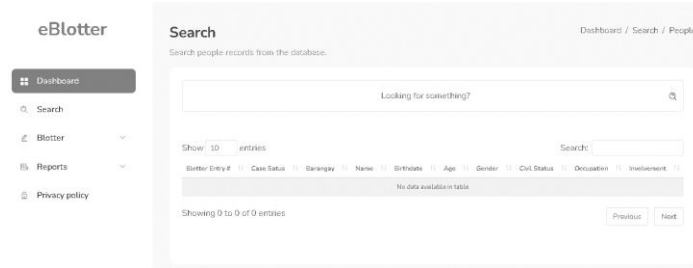 eBlotter
Dashboard
Search
Blotter
Reports
Privacy policy
Search
Dashboard / Search / People
Search people records from the database.
Looking for something?
Show 10 entries
Search:
Blotter Entry# Case Satus Barangay Name Birthdate Age Gender Civil Status Occupation Involvement
No data available in table
Showing 0 to 0 of 0 entries
Previous Next